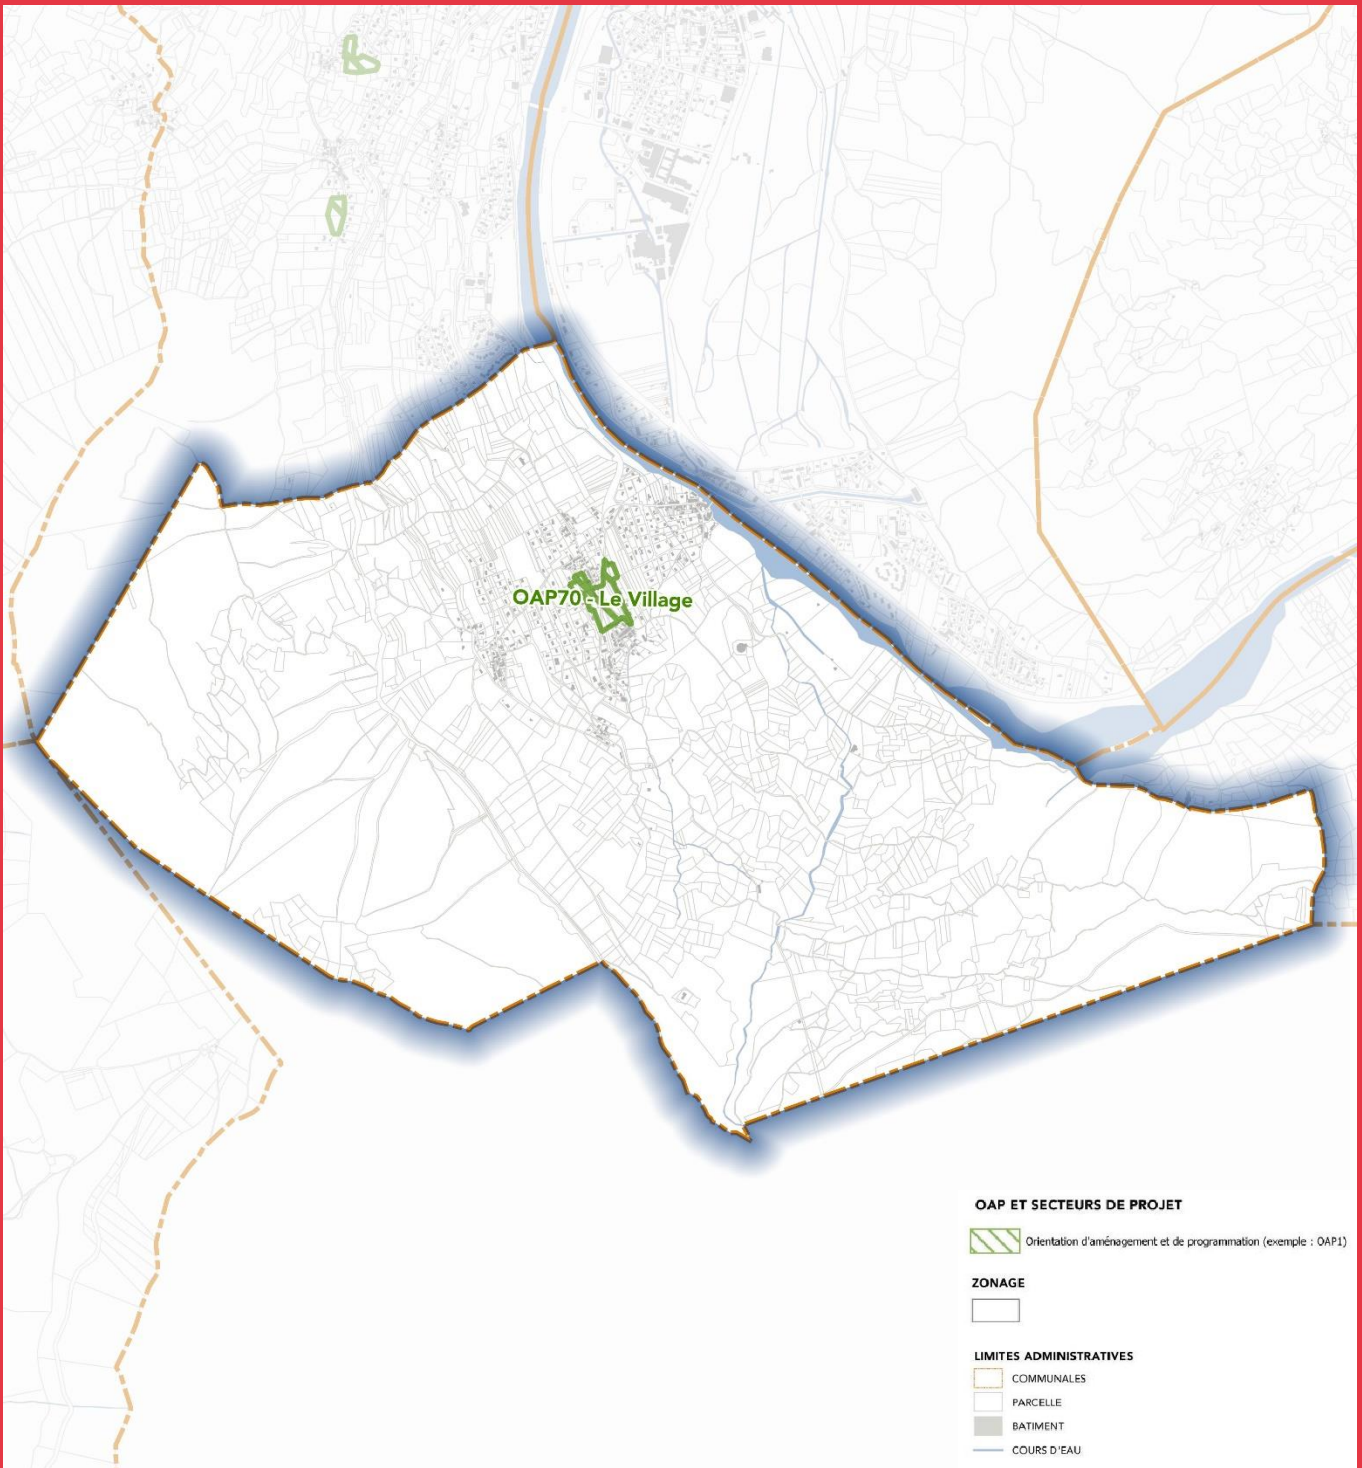 OAP70 - Le Village
OAP ET SECTEURS DE PROJET
Orientation d'aménagement et de programmation (exemple : OAP1)
ZONAGE
LIMITES ADMINISTRATIVES
COMMUNALES
PARCELLE
BATIMENT
COURS D'EAU